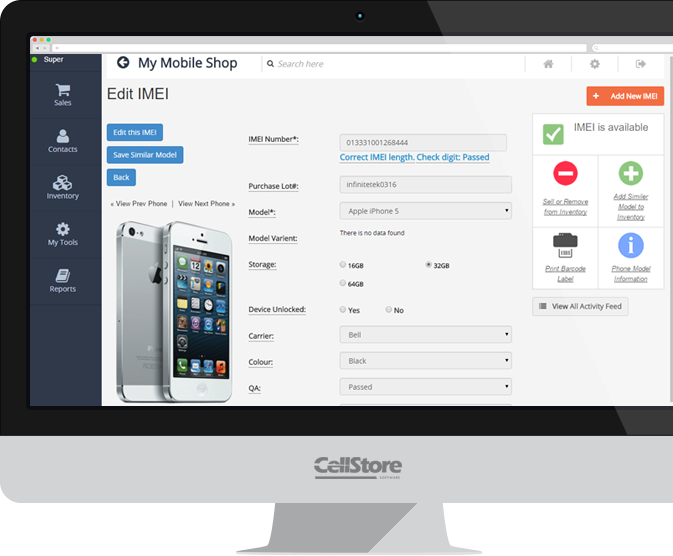 Super
My Mobile Shop
Search here
Edit IMEI
+ Add New IMEI
Sales
Contacts
Inventory
My Tools
Reports
Edit this IMEI
Save Similar Model
Back
« View Prev Phone | View Next Phone »
IMEI Number*:
013331001268444
Correct IMEI length. Check digit: Passed
Purchase Lot#:
infinitetek0316
Model*:
Apple iPhone 5
Model Varient:
There is no data found
Storage:
16GB
32GB
64GB
Device Unlocked:
Yes
No
Carrier:
Bell
Colour:
Black
QA:
Passed
IMEI is available
Sell or Remove
from Inventory
Add Similer
Model to
Inventory
Print Barcode
Label
Phone Model
Information
View All Activity Feed
CellStore
SOFTWARE